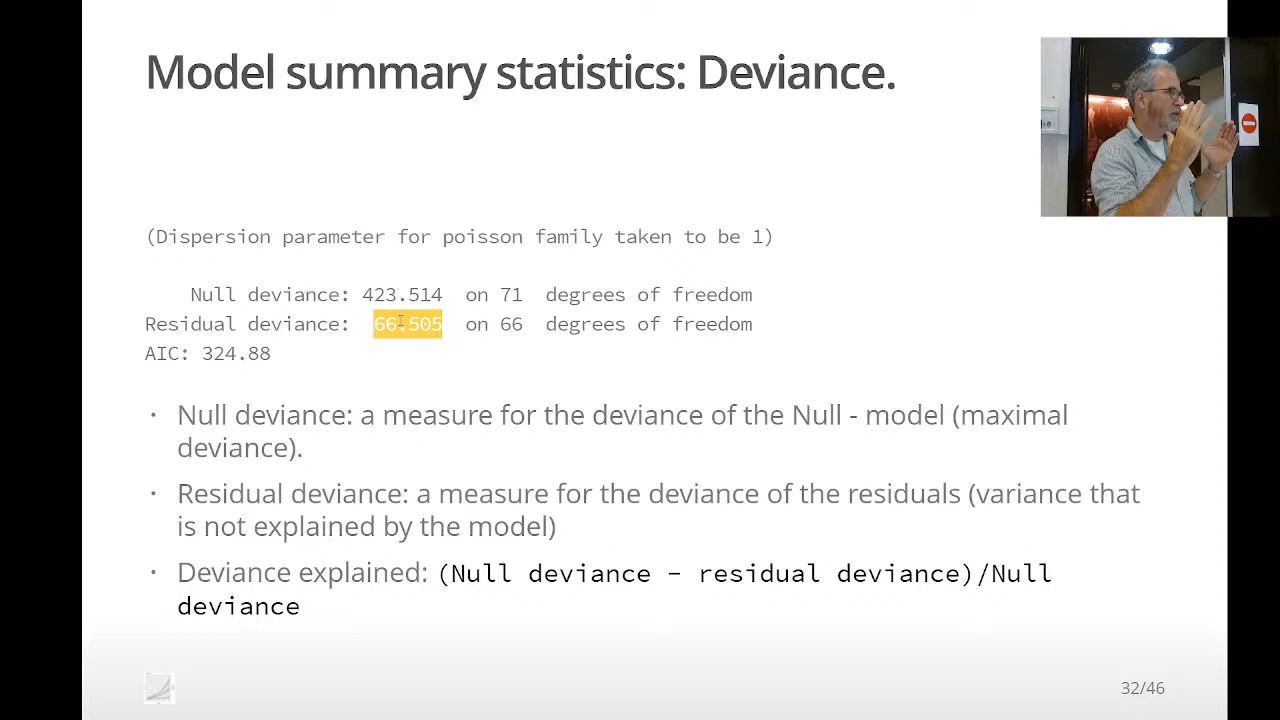 Model summary statistics: Deviance.
(Dispersion parameter for poisson family taken to be 1)
Null deviance: 423.514 on 71 degrees of freedom
Residual deviance: 66.505 on 66 degrees of freedom
AIC: 324.88
· Null deviance: a measure for the deviance of the Null - model (maximal
deviance).
· Residual deviance: a measure for the deviance of the residuals (variance that
is not explained by the model)
· Deviance explained: (Null deviance - residual deviance)/Null
deviance
32/46